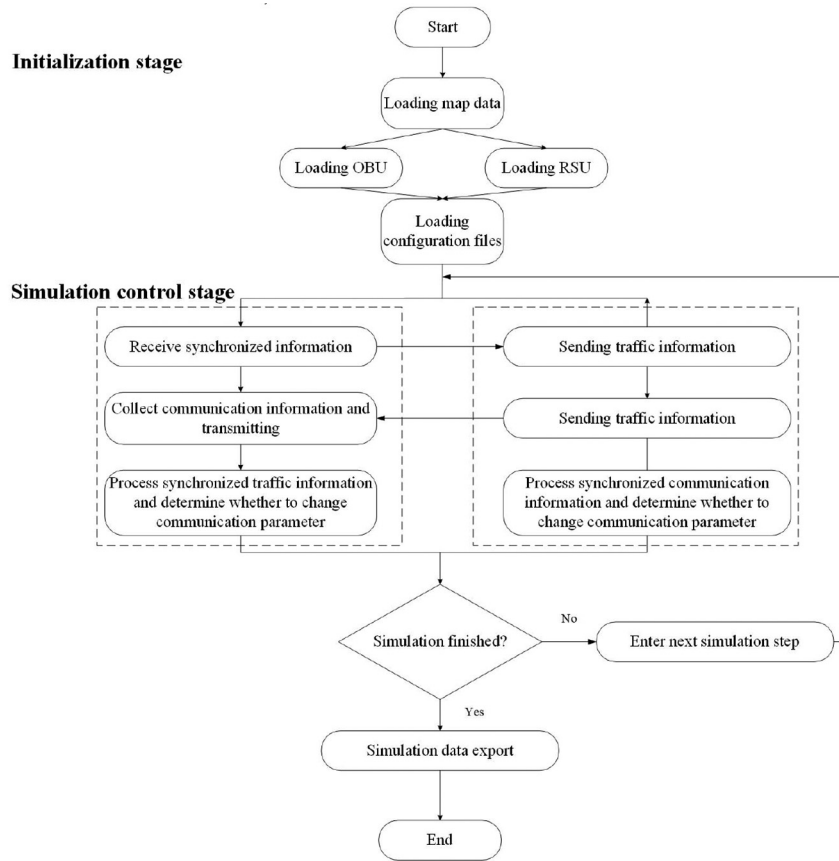 Start
Initialization stage
Loading map data
Loading OBU
Loading RSU
Loading
configuration files
Simulation control stage
Receive synchronized information
Sending traffic information
Collect communication information and
transmitting
Sending traffic information
Process synchronized traffic information
and determine whether to change
communication parameter
Process synchronized communication
information and determine whether to
change communication parameter
Simulation finished?
No
Enter next simulation step
Yes
Simulation data export
End